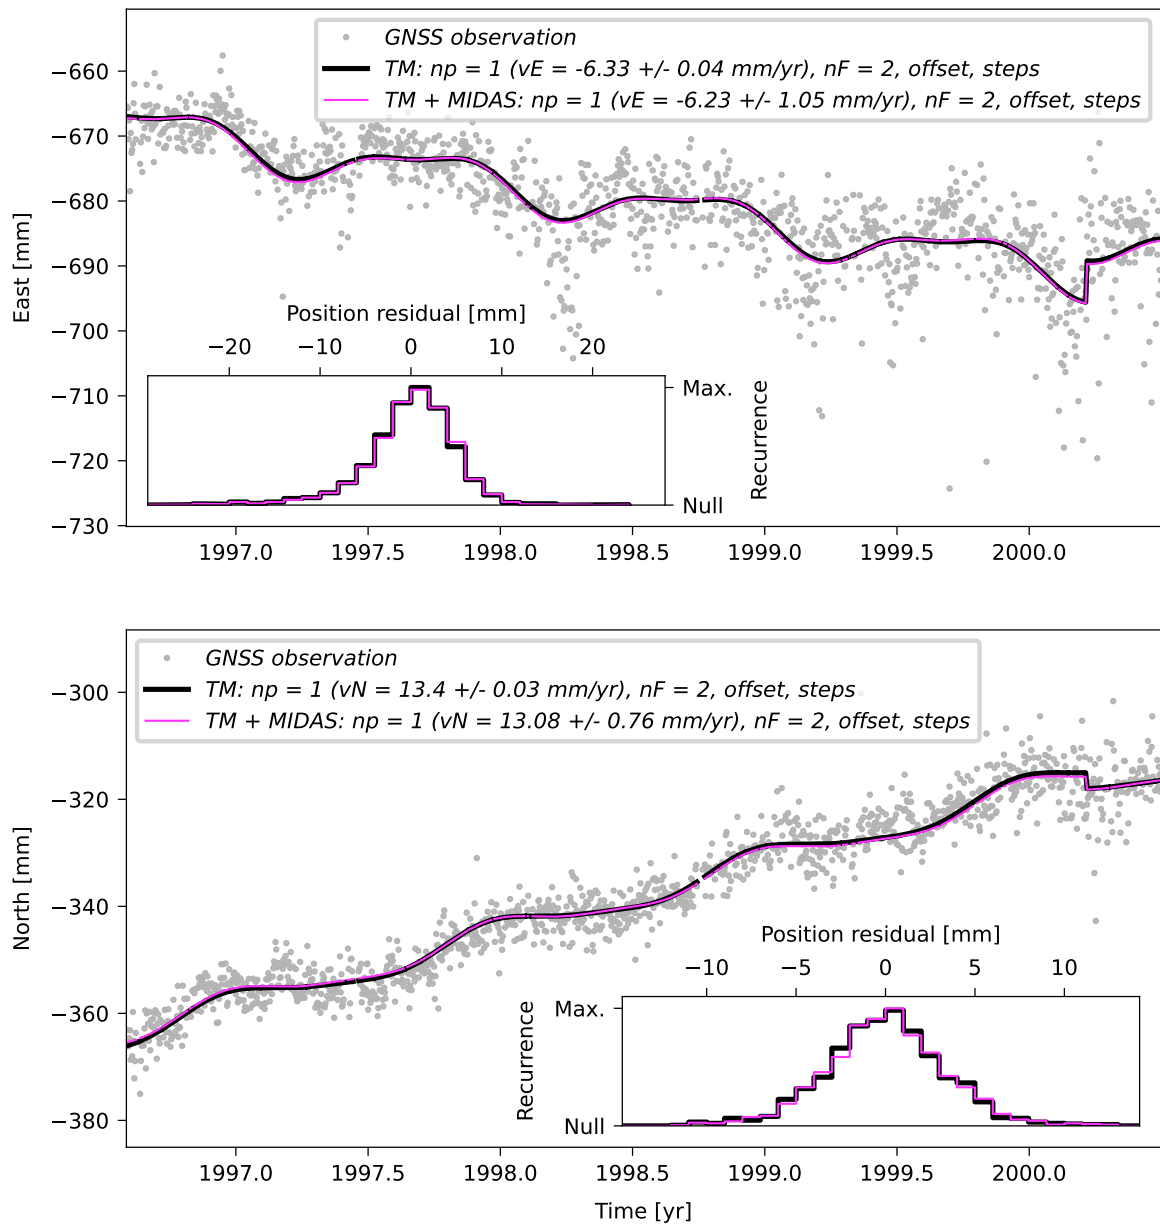 GNSS observation
TM: np = 1 (vE = -6.33 +/- 0.04 mm/yr), nF = 2, offset, steps
TM + MIDAS: np = 1 (vE = -6.23 +/- 1.05 mm/yr), nF = 2, offset, steps
East [mm]
−660
−670
−680
−690
−700
−710
−720
−730
Position residual [mm]
−20 −10 0 10 20
Max.
Null
Recurrence
1997.0 1997.5 1998.0 1998.5 1999.0 1999.5 2000.0
GNSS observation
TM: np = 1 (vN = 13.4 +/- 0.03 mm/yr), nF = 2, offset, steps
TM + MIDAS: np = 1 (vN = 13.08 +/- 0.76 mm/yr), nF = 2, offset, steps
North [mm]
−300
−320
−340
−360
−380
Position residual [mm]
−10 −5 0 5 10
Max.
Null
Recurrence
1997.0 1997.5 1998.0 1998.5 1999.0 1999.5 2000.0
Time [yr]